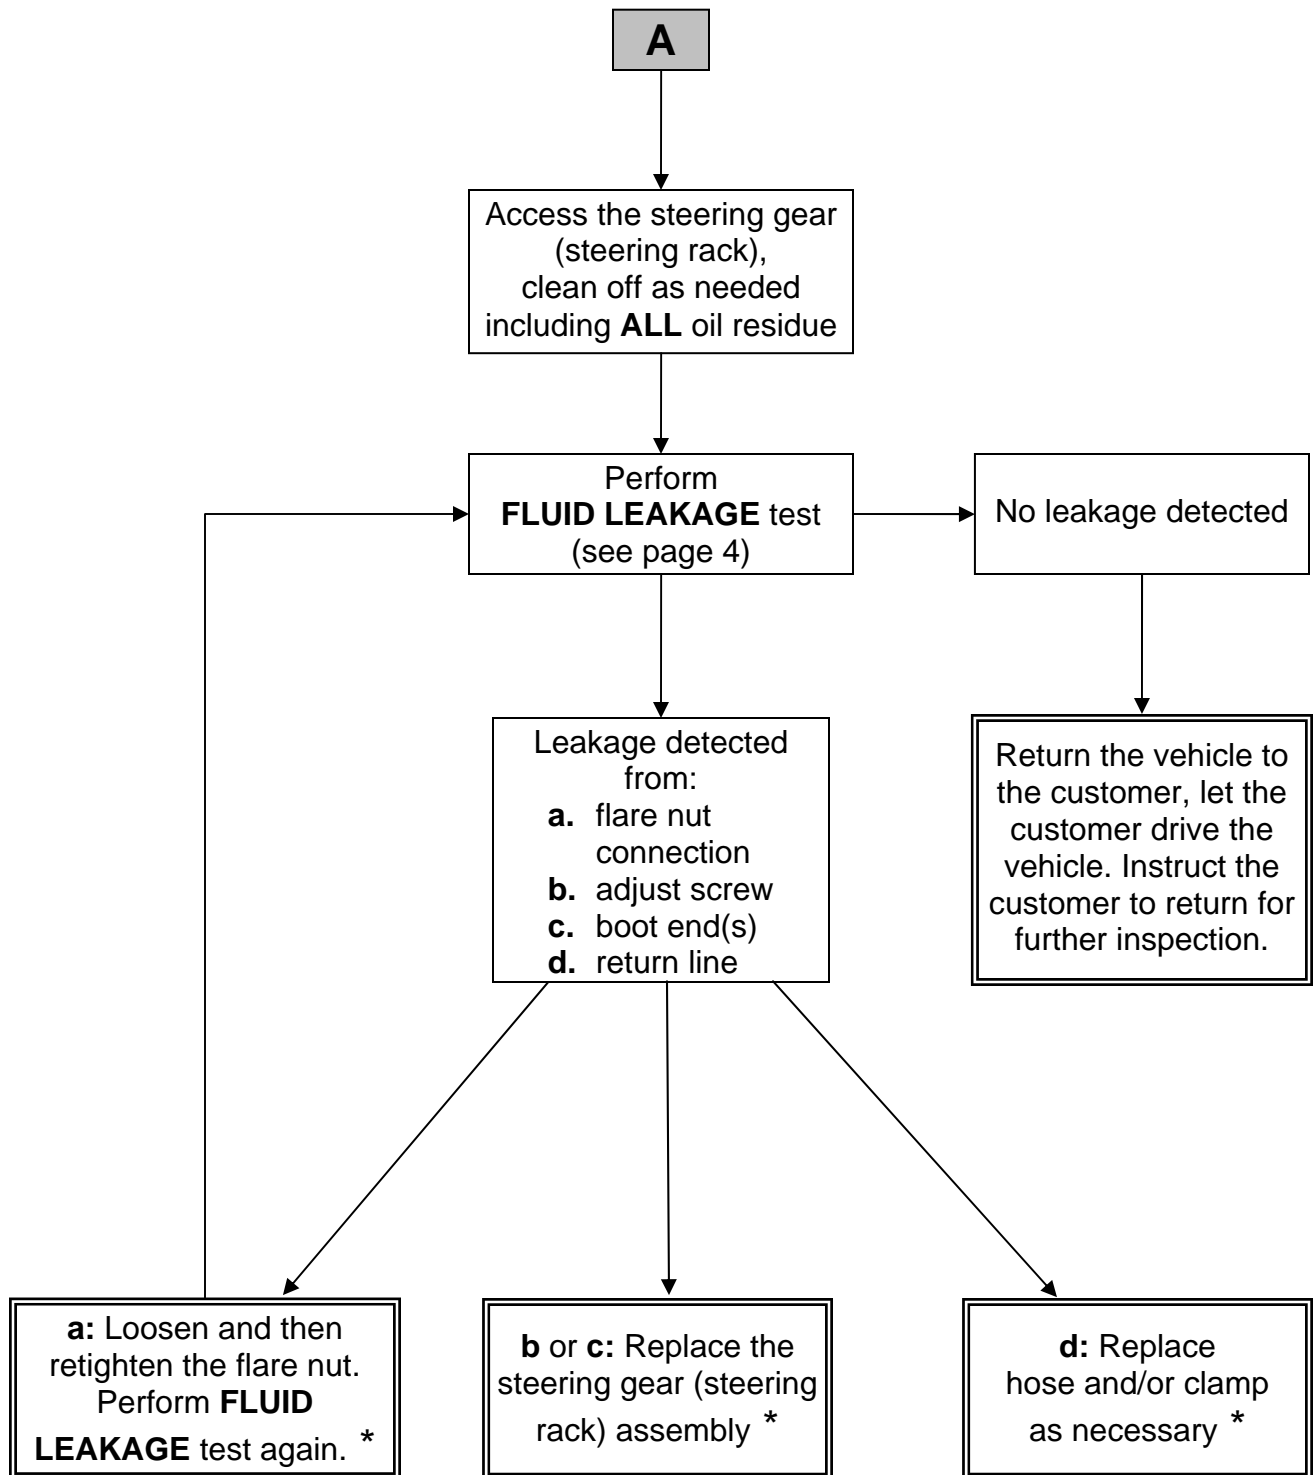 A
Access the steering gear
(steering rack),
clean off as needed
including ALL oil residue
Perform
FLUID LEAKAGE test
(see page 4)
No leakage detected
Leakage detected
from:
a. flare nut
connection
b. adjust screw
c. boot end(s)
d. return line
Return the vehicle to
the customer, let the
customer drive the
vehicle. Instruct the
customer to return for
further inspection.
a: Loosen and then
retighten the flare nut.
Perform FLUID
LEAKAGE test again. *
b or c: Replace the
steering gear (steering
rack) assembly *
d: Replace
hose and/or clamp
as necessary *